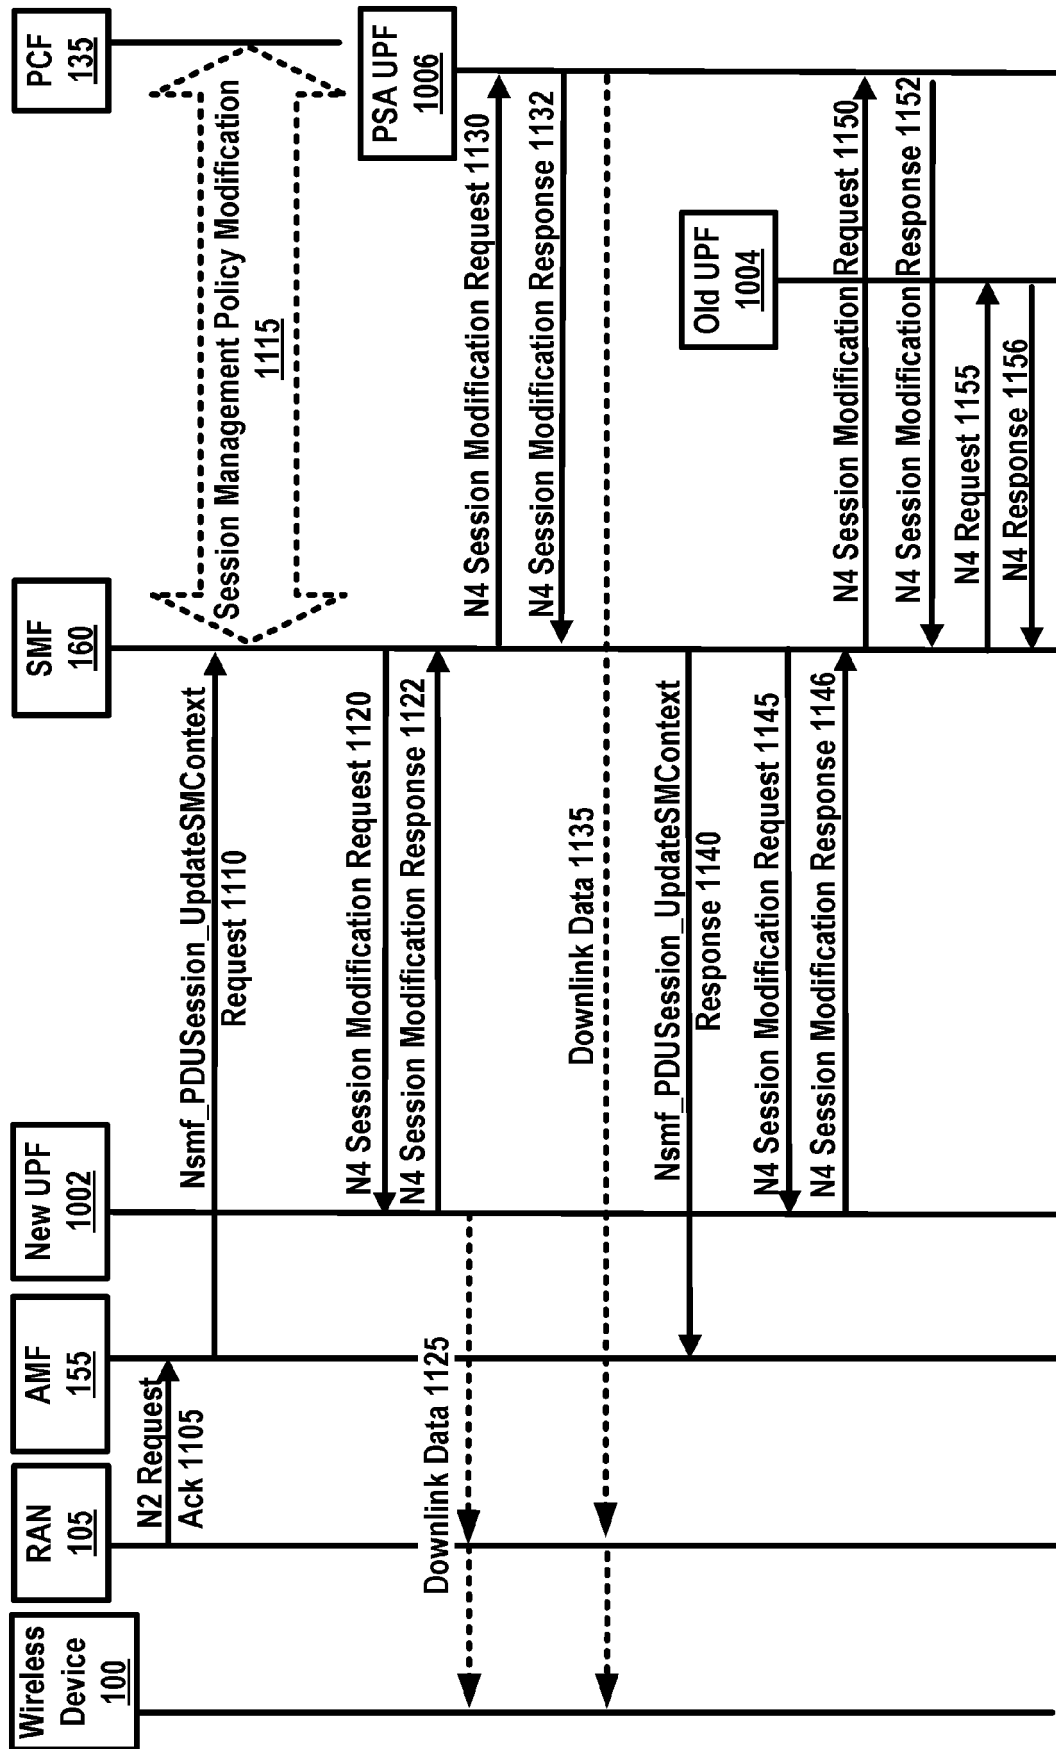 Wireless
Device
100
RAN
105
AMF
155
New UPF
1002
SMF
160
PCF
135
N2 Request
Ack 1105
Nsmf_PDUSession_UpdateSMContext
Request 1110
Session Management Policy Modification
1115
PSA UPF
1006
N4 Session Modification Request 1120
N4 Session Modification Response 1122
Downlink Data 1125
N4 Session Modification Request 1130
N4 Session Modification Response 1132
Downlink Data 1135
Nsmf_PDUSession_UpdateSMContext
Response 1140
Old UPF
1004
N4 Session Modification Request 1145
N4 Session Modification Response 1146
N4 Session Modification Request 1150
N4 Session Modification Response 1152
N4 Request 1155
N4 Response 1156